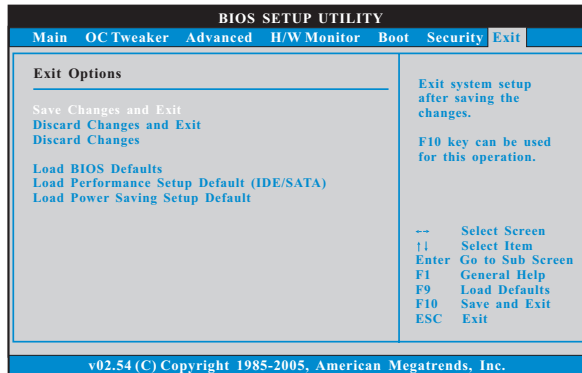 BIOS SETUP UTILITY
Main OC Tweaker Advanced H/W Monitor Boot Security Exit
Exit Options
Save Changes and Exit
Discard Changes and Exit
Discard Changes
Load BIOS Defaults
Load Performance Setup Default (IDE/SATA)
Load Power Saving Setup Default
Exit system setup
after saving the
changes.
F10 key can be used
for this operation.
←→ Select Screen
↑↓ Select Item
Enter Go to Sub Screen
F1 General Help
F9 Load Defaults
F10 Save and Exit
ESC Exit
v02.54 (C) Copyright 1985-2005, American Megatrends, Inc.